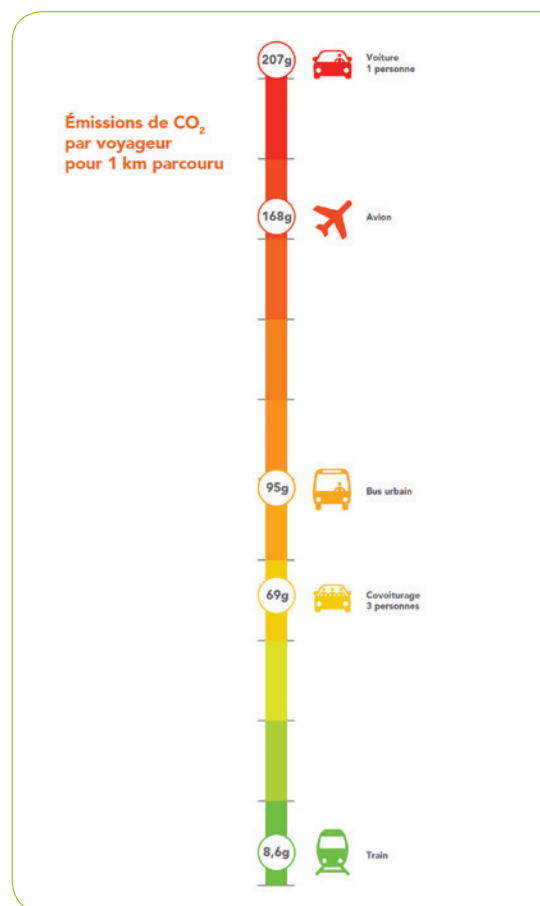 Émissions de CO₂
par voyageur
pour 1 km parcouru
207g
Voiture
1 personne
168g
Avion
95g
Bus urbain
69g
Covoiturage
3 personnes
8,6g
Train